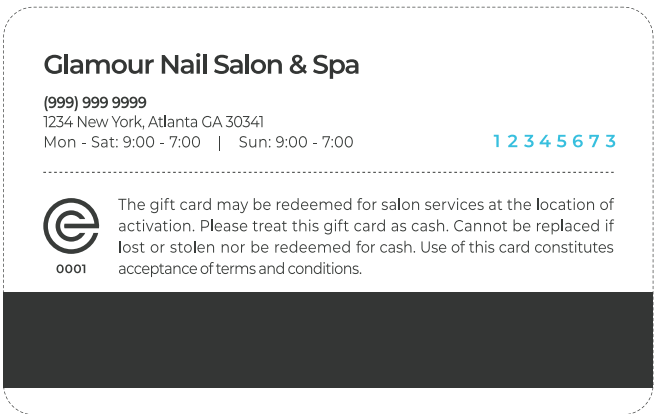 Glamour Nail Salon & Spa
(999) 999 9999
1234 New York, Atlanta GA 30341
Mon - Sat: 9:00 - 7:00 | Sun: 9:00 - 7:00
1 2 3 4 5 6 7 3
The gift card may be redeemed for salon services at the location of
activation. Please treat this gift card as cash. Cannot be replaced if
lost or stolen nor be redeemed for cash. Use of this card constitutes
acceptance of terms and conditions.
0001